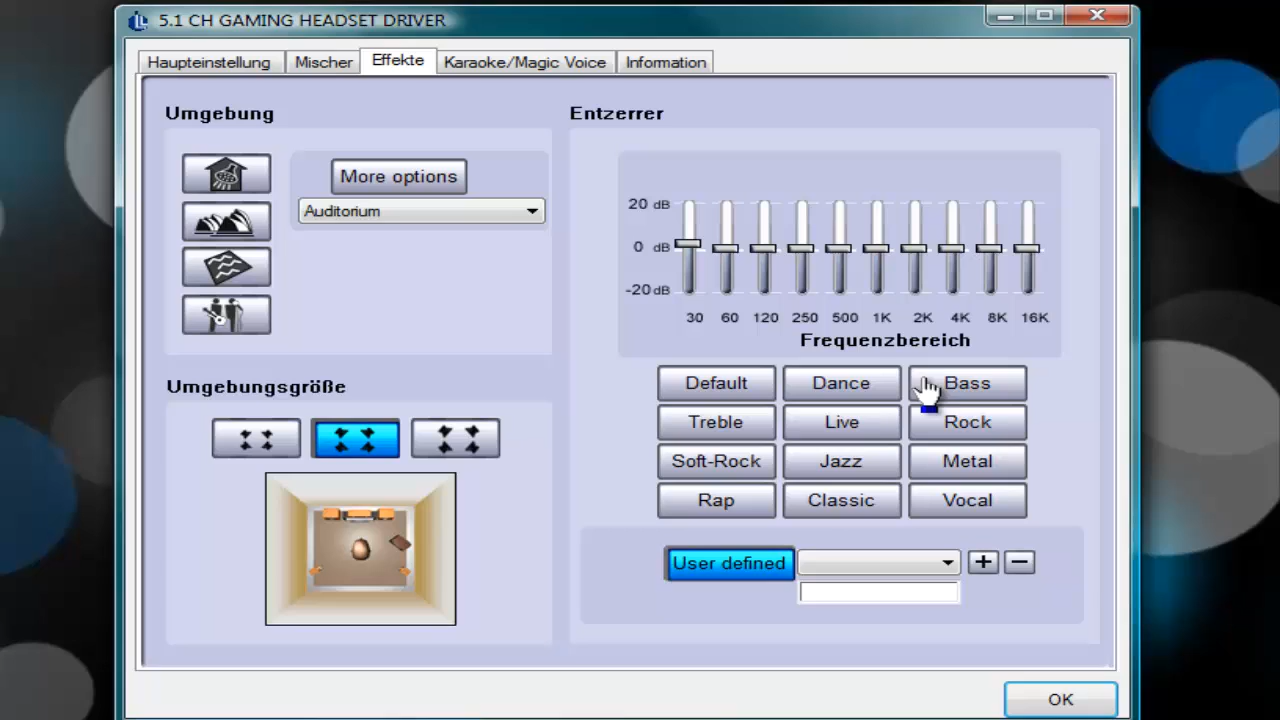 5.1 CH GAMING HEADSET DRIVER
Haupteinstellung Mischer Effekte Karaoke/Magic Voice Information
Umgebung
More options
Auditorium
Umgebungsgröße
Entzerrer
20 dB
0 dB
-20 dB
30 60 120 250 500 1K 2K 4K 8K 16K
Frequenzbereich
Default Dance Bass
Treble Live Rock
Soft-Rock Jazz Metal
Rap Classic Vocal
User defined
OK